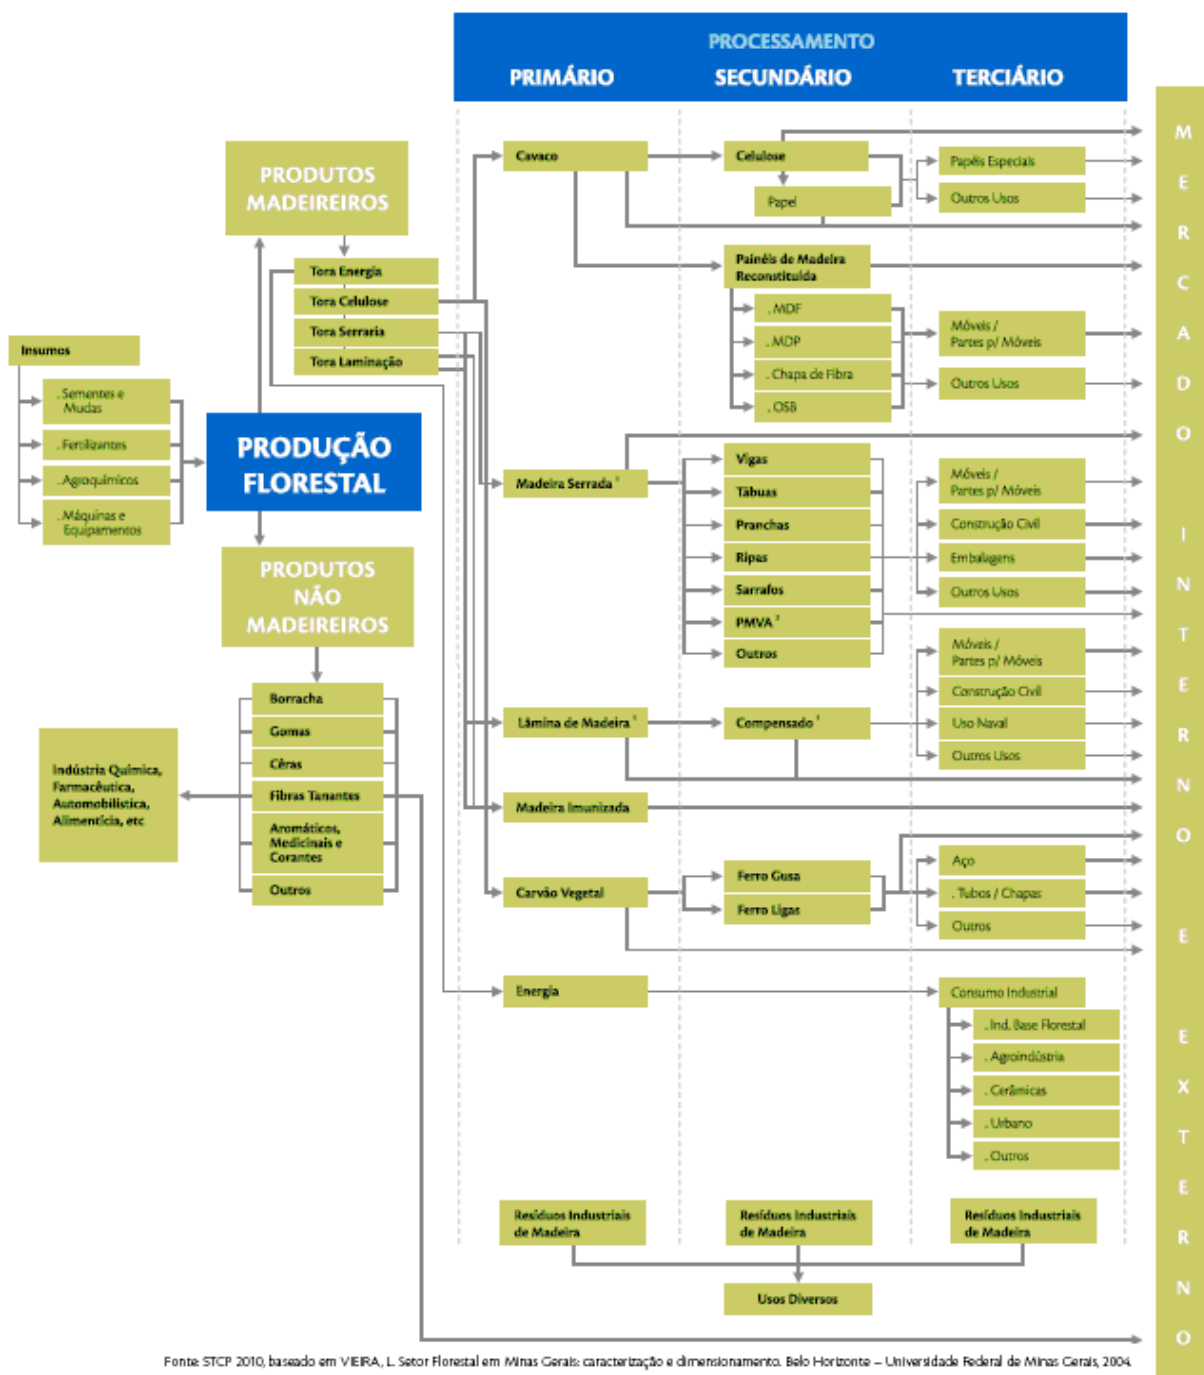 PROCESSAMENTO
PRIMÁRIO
SECUNDÁRIO
TERCIÁRIO
MERCADO INTERNO E EXTERNO
PRODUTOS
MADEIREIROS
Tora Energia
Tora Celulose
Tora Serraria
Tora Laminação
Insumos
. Sementes e
Mudas
. Ferolizantes
. Agroquímicos
. Máquinas e
Equipamentos
PRODUÇÃO
FLORESTAL
PRODUTOS
NÃO
MADEIREIROS
Borracha
Gomas
Cêras
Fibras Tanantes
Aromáticos,
Medicinais e
Corantes
Outros
Indústria Química,
Farmacêutica,
Automobilística,
Alimentícia, etc
Cavaco
Celulose
Papel
Papéis Especiais
Outros Usos
Painéis de Madeira
Reconstituída
. MDF
. MDP
. Chapa de Fibra
. OSB
Móveis /
Partes p/ Móveis
Outros Usos
Madeira Serrada ¹
Vigas
Tábuas
Pranchas
Ripas
Sarrafos
PMVA ²
Outros
Móveis /
Partes p/ Móveis
Construção Civil
Embalagens
Outros Usos
Lâmina de Madeira ¹
Compensado ¹
Móveis /
Partes p/ Móveis
Construção Civil
Uso Naval
Outros Usos
Madeira Imunizada
Carvão Vegetal
Ferro Gusa
Ferro Ligas
Aço
. Tubos / Chapas
Outros
Energia
Consumo Industrial
. Ind. Base Florestal
. Agroindústria
. Cerâmicas
. Urbano
. Outros
Resíduos Industriais
de Madeira
Resíduos Industriais
de Madeira
Resíduos Industriais
de Madeira
Usos Diversos
Fonte: STCP 2010, baseado em VIEIRA, L. Setor Florestal em Minas Gerais: caracterização e dimensionamento. Belo Horizonte – Universidade Federal de Minas Gerais, 2004.